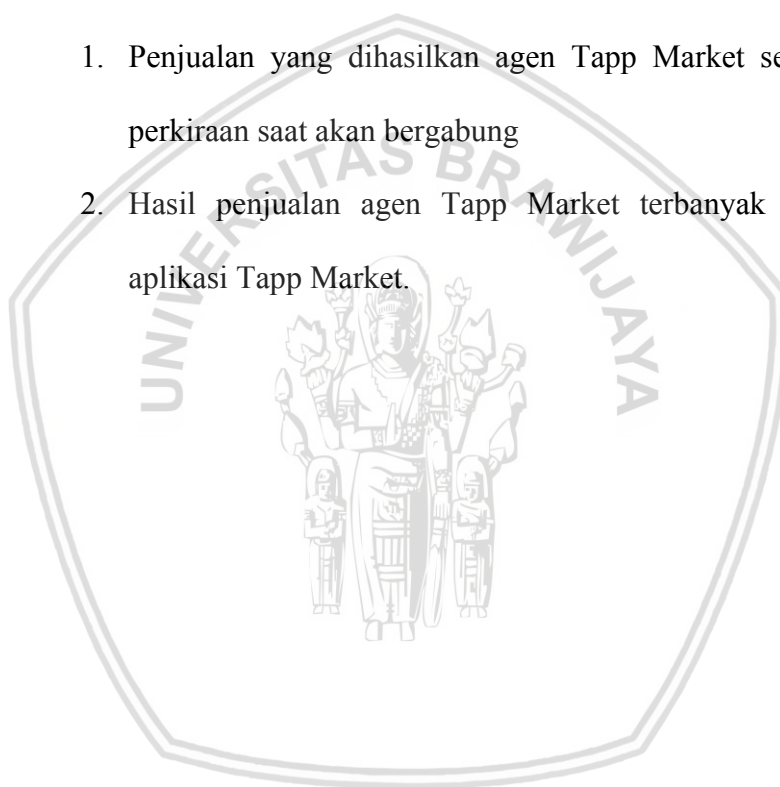 1. Penjualan yang dihasilkan agen Tapp Market
perkiraan saat akan bergabung
2. Hasil penjualan agen Tapp Market terbanyak
aplikasi Tapp Market.
UNIVERSITAS BRAWIJAYA